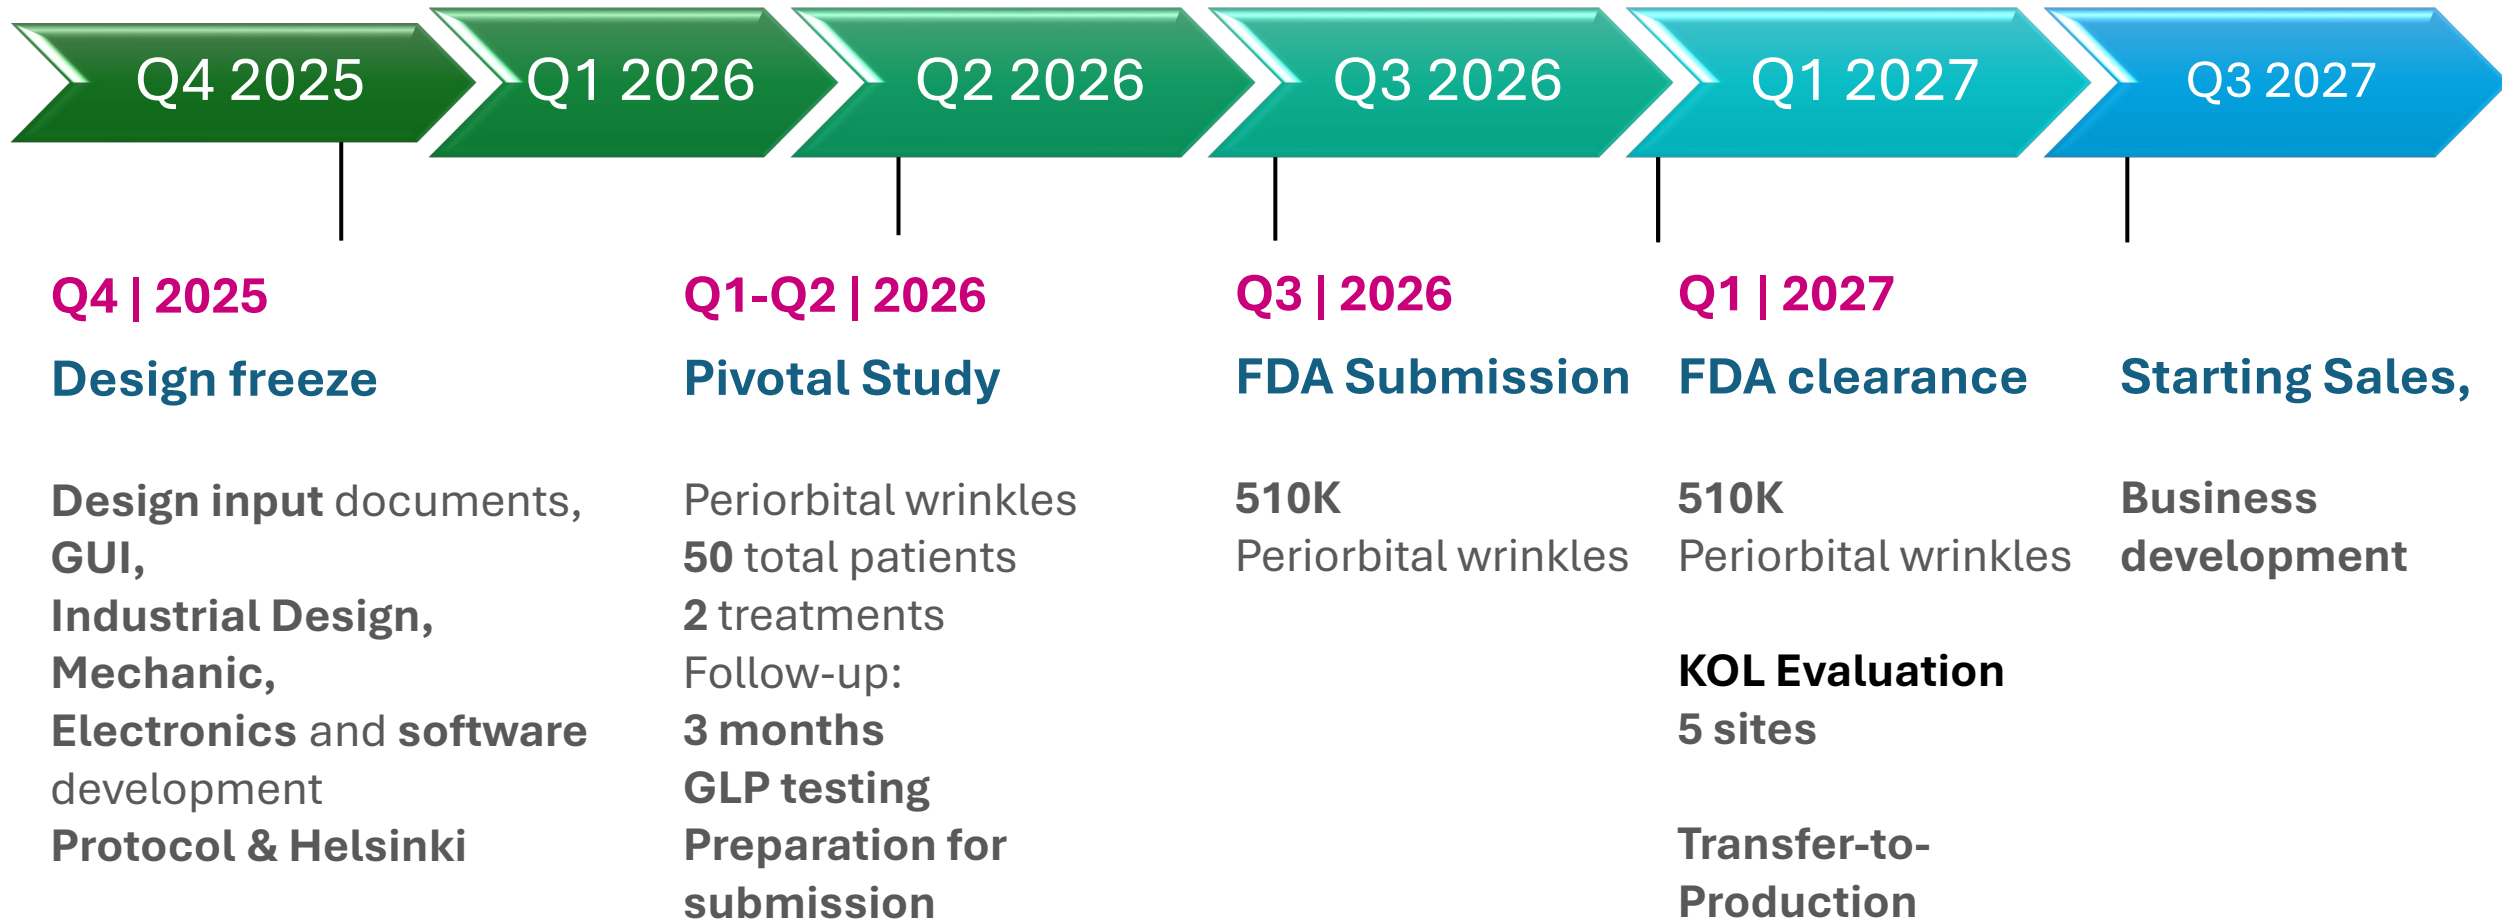 Q4 2025
Q1 2026
Q2 2026
Q3 2026
Q1 2027
Q3 2027
Q4 | 2025
Design freeze
Design input documents,
GUI,
Industrial Design,
Mechanic,
Electronics and software
development
Protocol & Helsinki
Q1-Q2 | 2026
Pivotal Study
Periorbital wrinkles
50 total patients
2 treatments
Follow-up:
3 months
GLP testing
Preparation for
submission
Q3 | 2026
FDA Submission
510K
Periorbital wrinkles
Q1 | 2027
FDA clearance
510K
Periorbital wrinkles
KOL Evaluation
5 sites
Transfer-to-
Production
Starting Sales,
Business
development